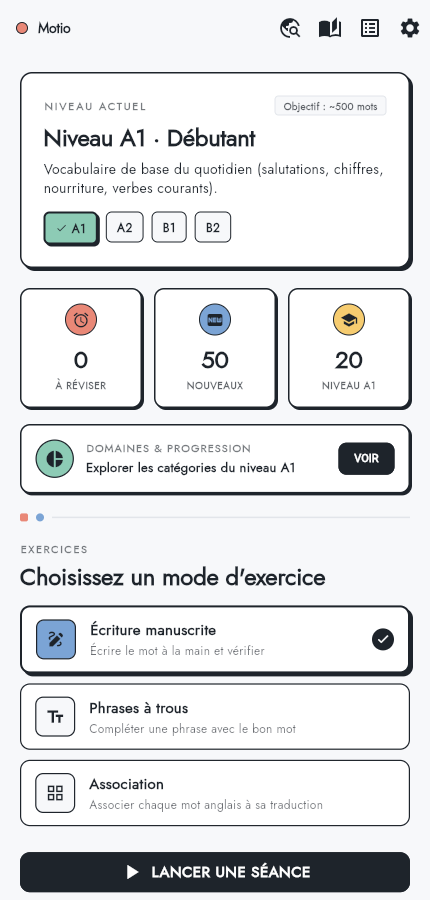 Motio
NIVEAU ACTUEL
Objectif : ~500 mots
Niveau A1 · Débutant
Vocabulaire de base du quotidien (salutations, chiffres,
nourriture, verbes courants).
A1
A2
B1
B2
NEW
0
50
20
À RÉVISER
NOUVEAUX
NIVEAU A1
DOMAINES & PROGRESSION
Explorer les catégories du niveau A1
VOIR
EXERCICES
Choisissez un mode d'exercice
Écriture manuscrite
Écrire le mot à la main et vérifier
Tт
Phrases à trous
Compléter une phrase avec le bon mot
Association
Associer chaque mot anglais à sa traduction
LANCER UNE SÉANCE